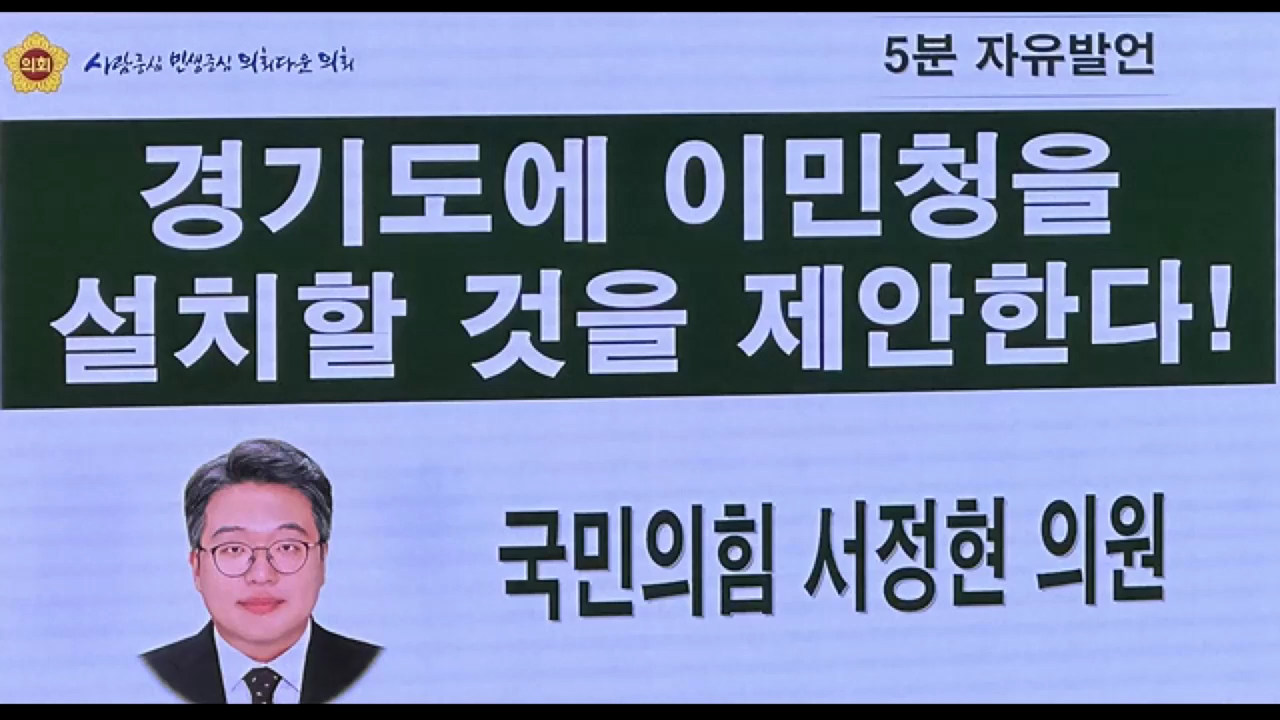 의회
사람중심 민생중심 의회다운 의회
5분 자유발언
경기도에 이민청을
설치할 것을 제안한다!
국민의힘 서정현 의원